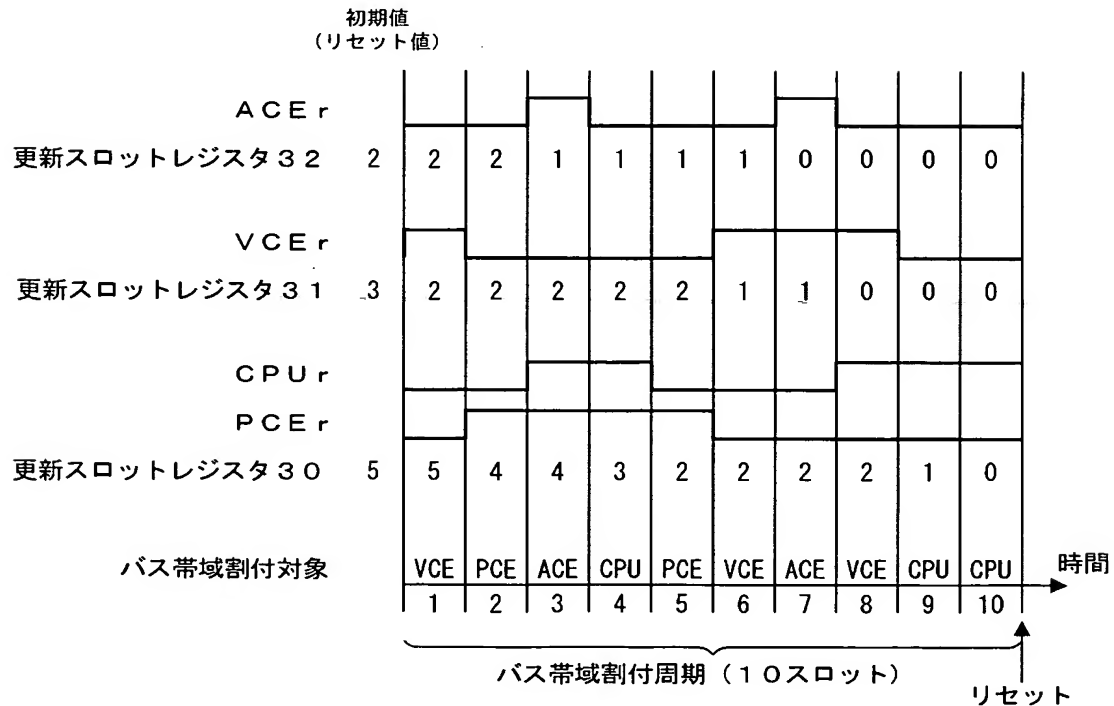 初期値
(リセット値)
ACEr
更新スロットレジスタ32 2 2 2 1 1 1 1 0 0 0 0
VCEr
更新スロットレジスタ31 3 2 2 2 2 2 1 1 0 0 0
CPUr
PCEr
更新スロットレジスタ30 5 5 4 4 3 2 2 2 2 1 0
バス帯域割付対象 VCE PCE ACE CPU PCE VCE ACE VCE CPU CPU 時間
1 2 3 4 5 6 7 8 9 10
バス帯域割付周期(10スロット)
リセット